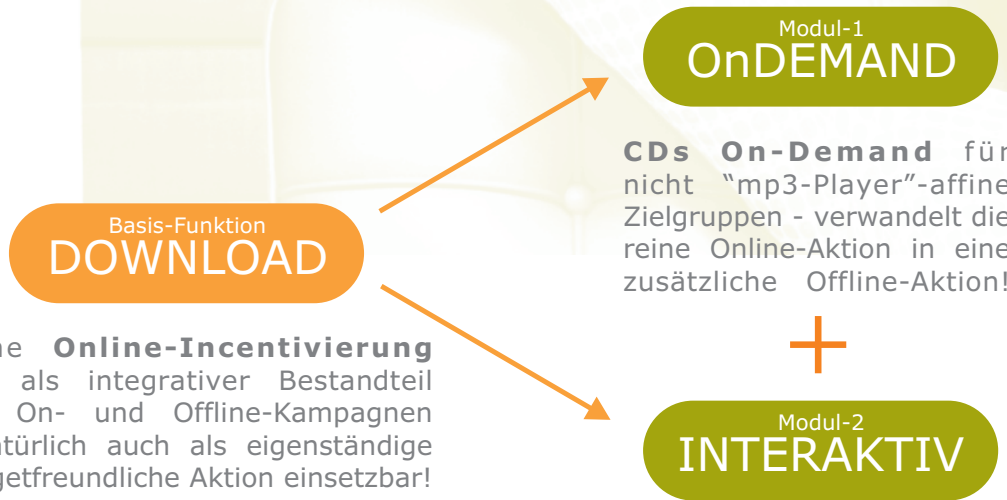 Modul-1
OnDEMAND
CDs On-Demand für
nicht “mp3-Player”-affine
Zielgruppen - verwandelt die
reine Online-Aktion in eine
zusätzliche Offline-Aktion!
Basis-Funktion
DOWNLOAD
Online-Incentivierung
als integrativer Bestandteil
On- und Offline-Kampagnen
auch als eigenständige
Aktion einsetzbar!
+
Modul-2
INTERAKTIV